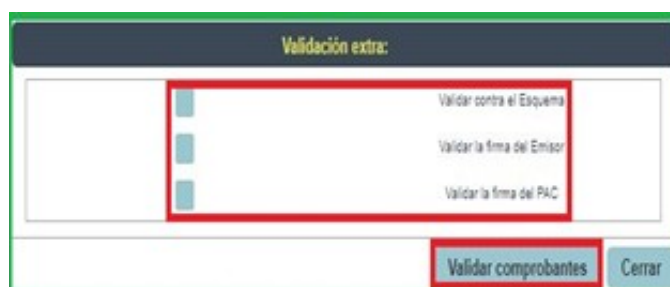 Validación extra:
Validar contra el Esquema
Validar la firma del Emisor
Validar la firma del PAC
Validar comprobantes
Cerrar